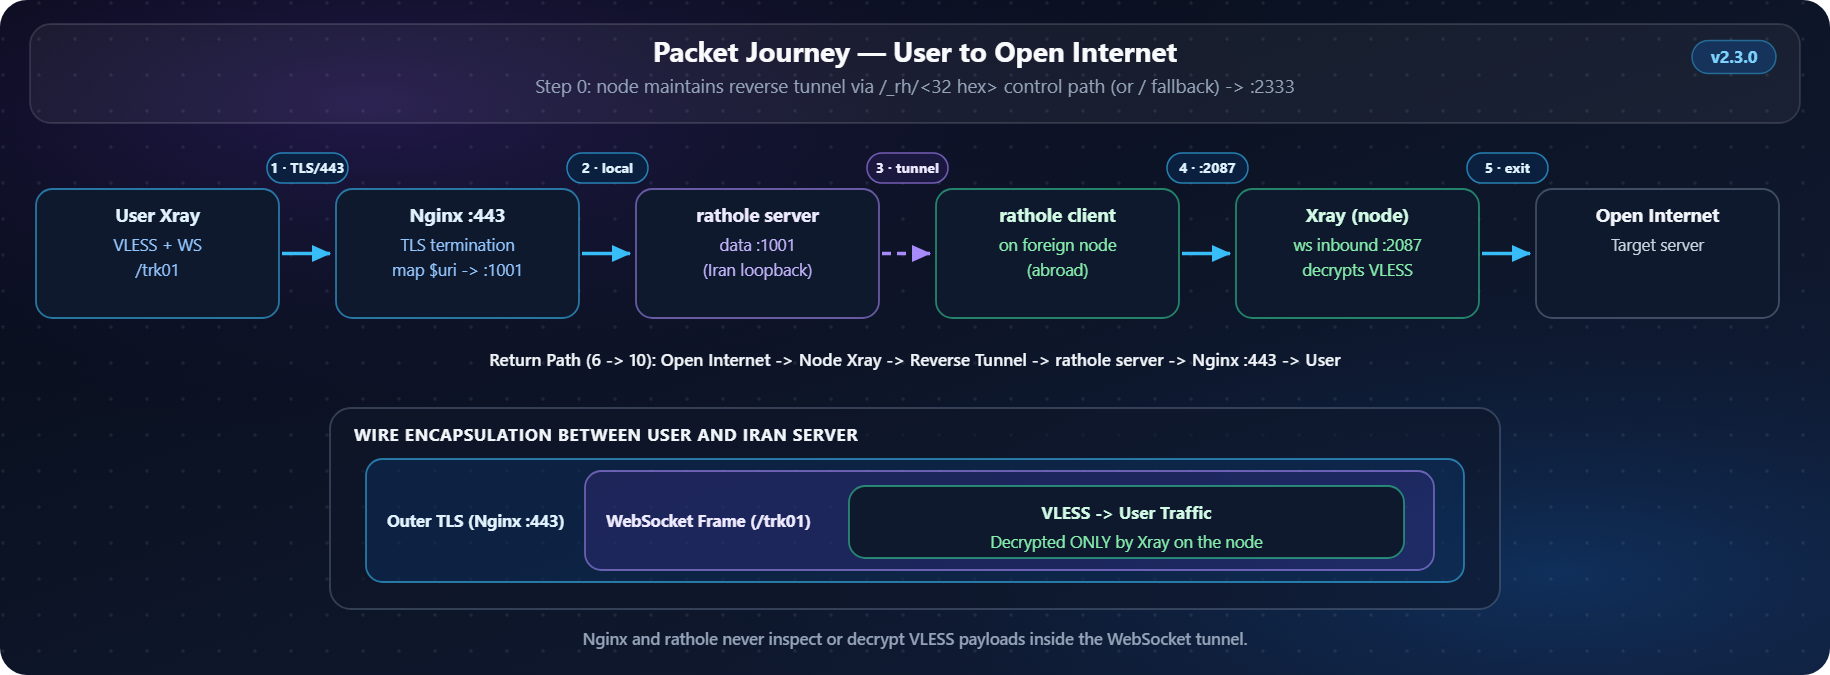 Packet Journey — User to Open Internet
v2.3.0
Step 0: node maintains reverse tunnel via /_rh/<32 hex> control path (or / fallback) -> :2333
1 · TLS/443
2 · local
3 · tunnel
4 · :2087
5 · exit
User Xray
VLESS + WS
/trk01
Nginx :443
TLS termination
map $uri -> :1001
rathole server
data :1001
(Iran loopback)
rathole client
on foreign node
(abroad)
Xray (node)
ws inbound :2087
decrypts VLESS
Open Internet
Target server
Return Path (6 -> 10): Open Internet -> Node Xray -> Reverse Tunnel -> rathole server -> Nginx :443 -> User
WIRE ENCAPSULATION BETWEEN USER AND IRAN SERVER
Outer TLS (Nginx :443)
WebSocket Frame (/trk01)
VLESS -> User Traffic
Decrypted ONLY by Xray on the node
Nginx and rathole never inspect or decrypt VLESS payloads inside the WebSocket tunnel.